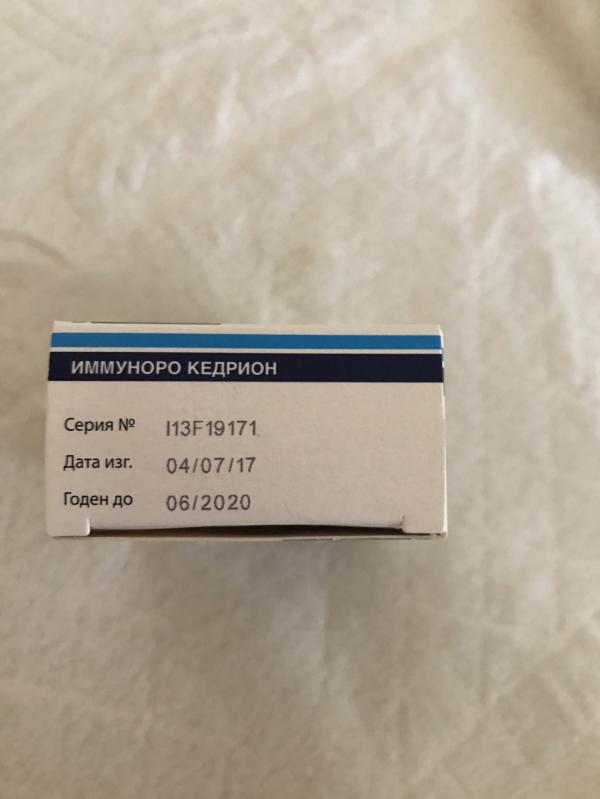 ИММУНОРО КЕДРИОН
Серия № I13F19171
Дата изг. 04/07/17
Годен до 06/2020